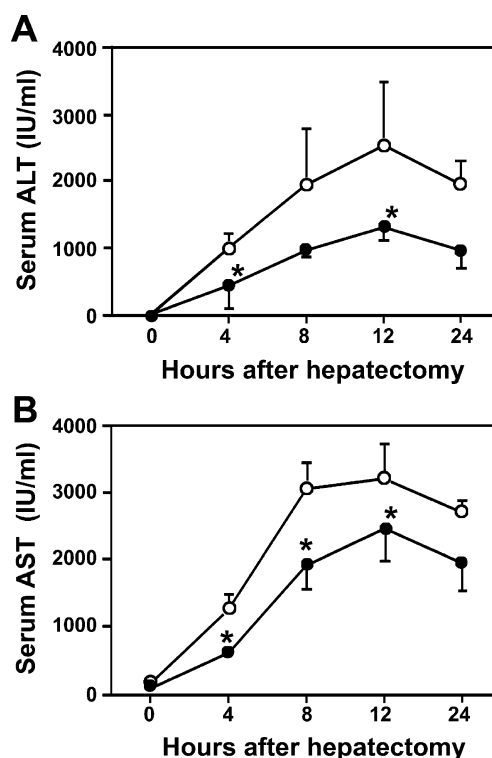 A
Serum ALT (IU/ml)
4000
3000
2000
1000
0
*
*
0 4 8 12 24
Hours after hepatectomy
B
Serum AST (IU/ml)
4000
3000
2000
1000
0
*
*
*
0 4 8 12 24
Hours after hepatectomy